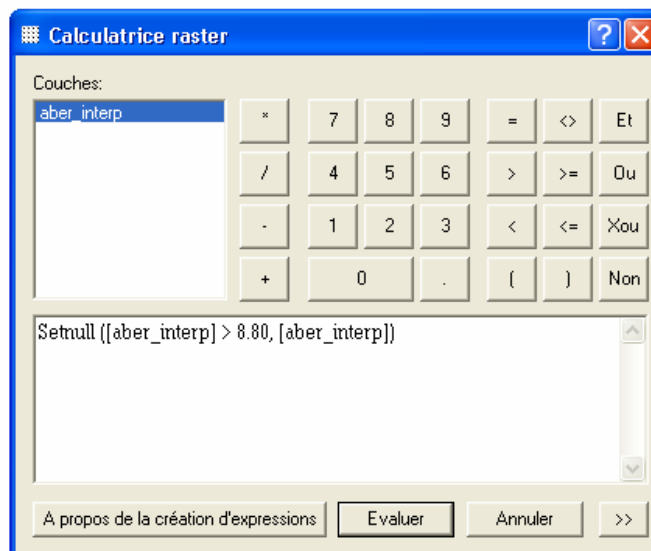 Calculatrice raster
Couches:
aber_interp
* 7 8 9 = <> Et
/ 4 5 6 > >= Ou
- 1 2 3 < <= Xou
+ 0 . ( ) Non
Setnull ([aber_interp] > 8.80, [aber_interp])
A propos de la création d'expressions Evaluer Annuler >>